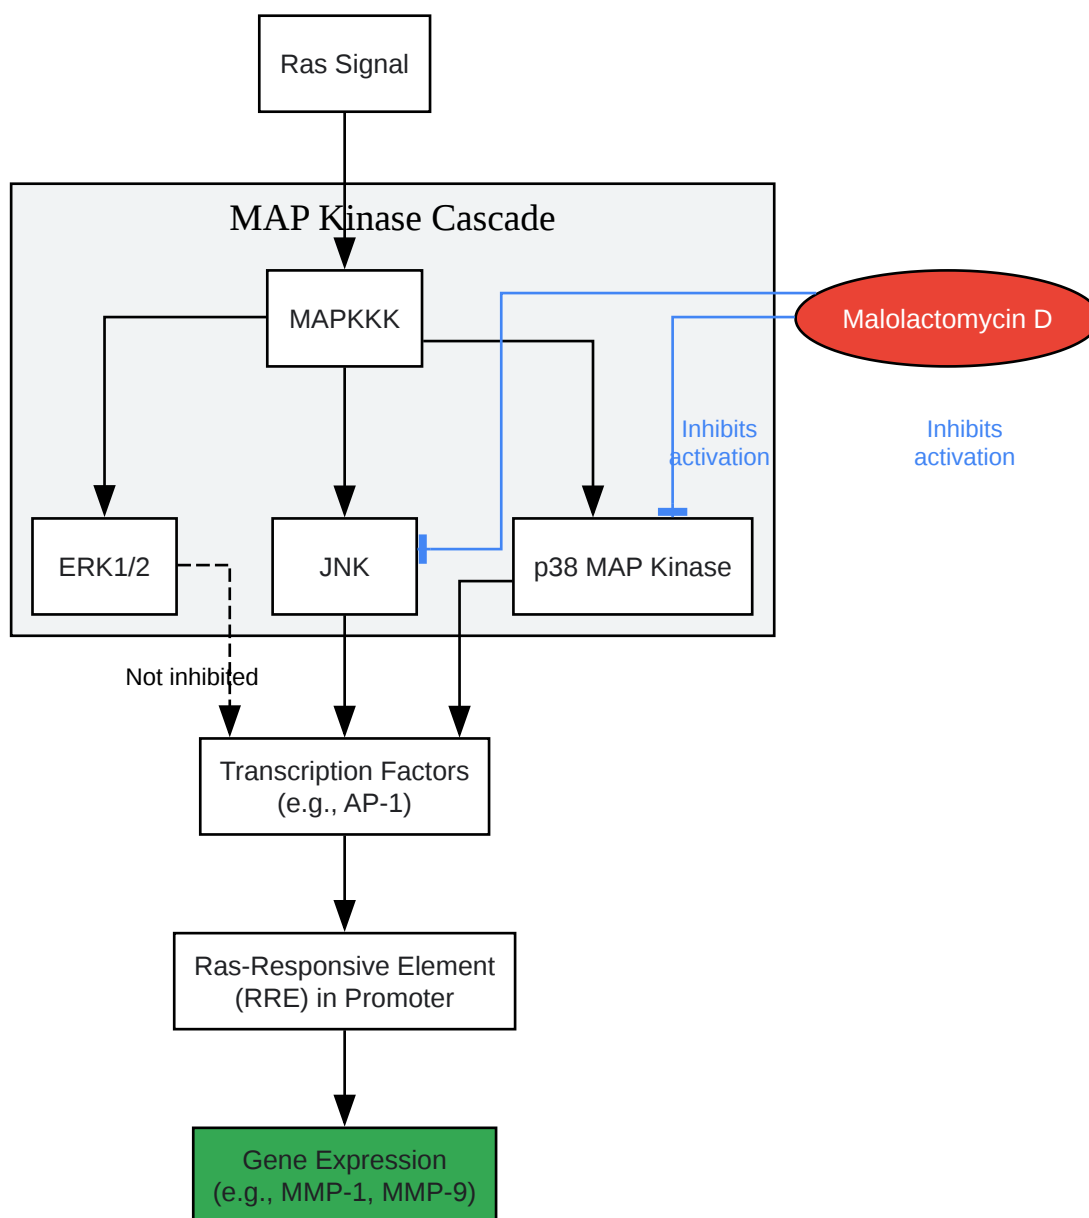 Ras Signal
MAP Kinase Cascade
MAPKKK
Malolactomycin D
Inhibits
activation
Inhibits
activation
ERK1/2
JNK
p38 MAP Kinase
Not inhibited
Transcription Factors
(e.g., AP-1)
Ras-Responsive Element
(RRE) in Promoter
Gene Expression
(e.g., MMP-1, MMP-9)